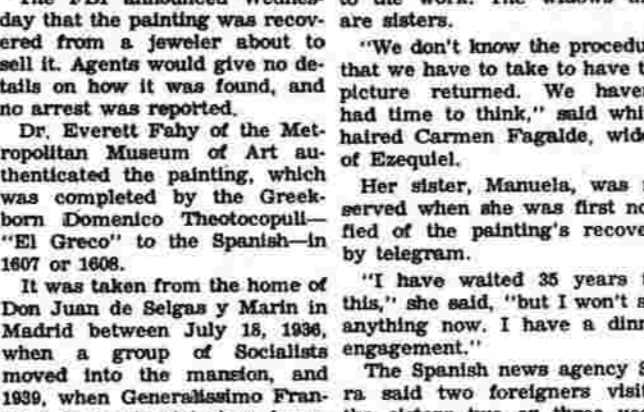 day that the painting was recov-
ered from a jeweler about to
sell it. Agents would give no de-
tails on how it was found, and
no arrest was reported.
Dr. Everett Fahy of the Met-
ropolitan Museum of Art au-
thenticated the painting, which
was completed by the Greek-
born Domenico Theotocopuli—
"El Greco" to the Spanish—in
1607 or 1608.
It was taken from the home of
Don Juan de Selgas y Marin in
Madrid between July 18, 1936,
when a group of Socialists
moved into the mansion, and
1939, when Generalissimo Fran-
are sisters.
"We don't know the procedu
that we have to take to have t
picture returned. We haven
had time to think," said whi
haired Carmen Fagalde, wid
of Ezequiel.
Her sister, Manuela, was
served when she was first no
fied of the painting's recove
by telegram.
"I have waited 35 years
this," she said, "but I won't s
anything now. I have a dinn
engagement."
The Spanish news agency
ra said two foreigners visit